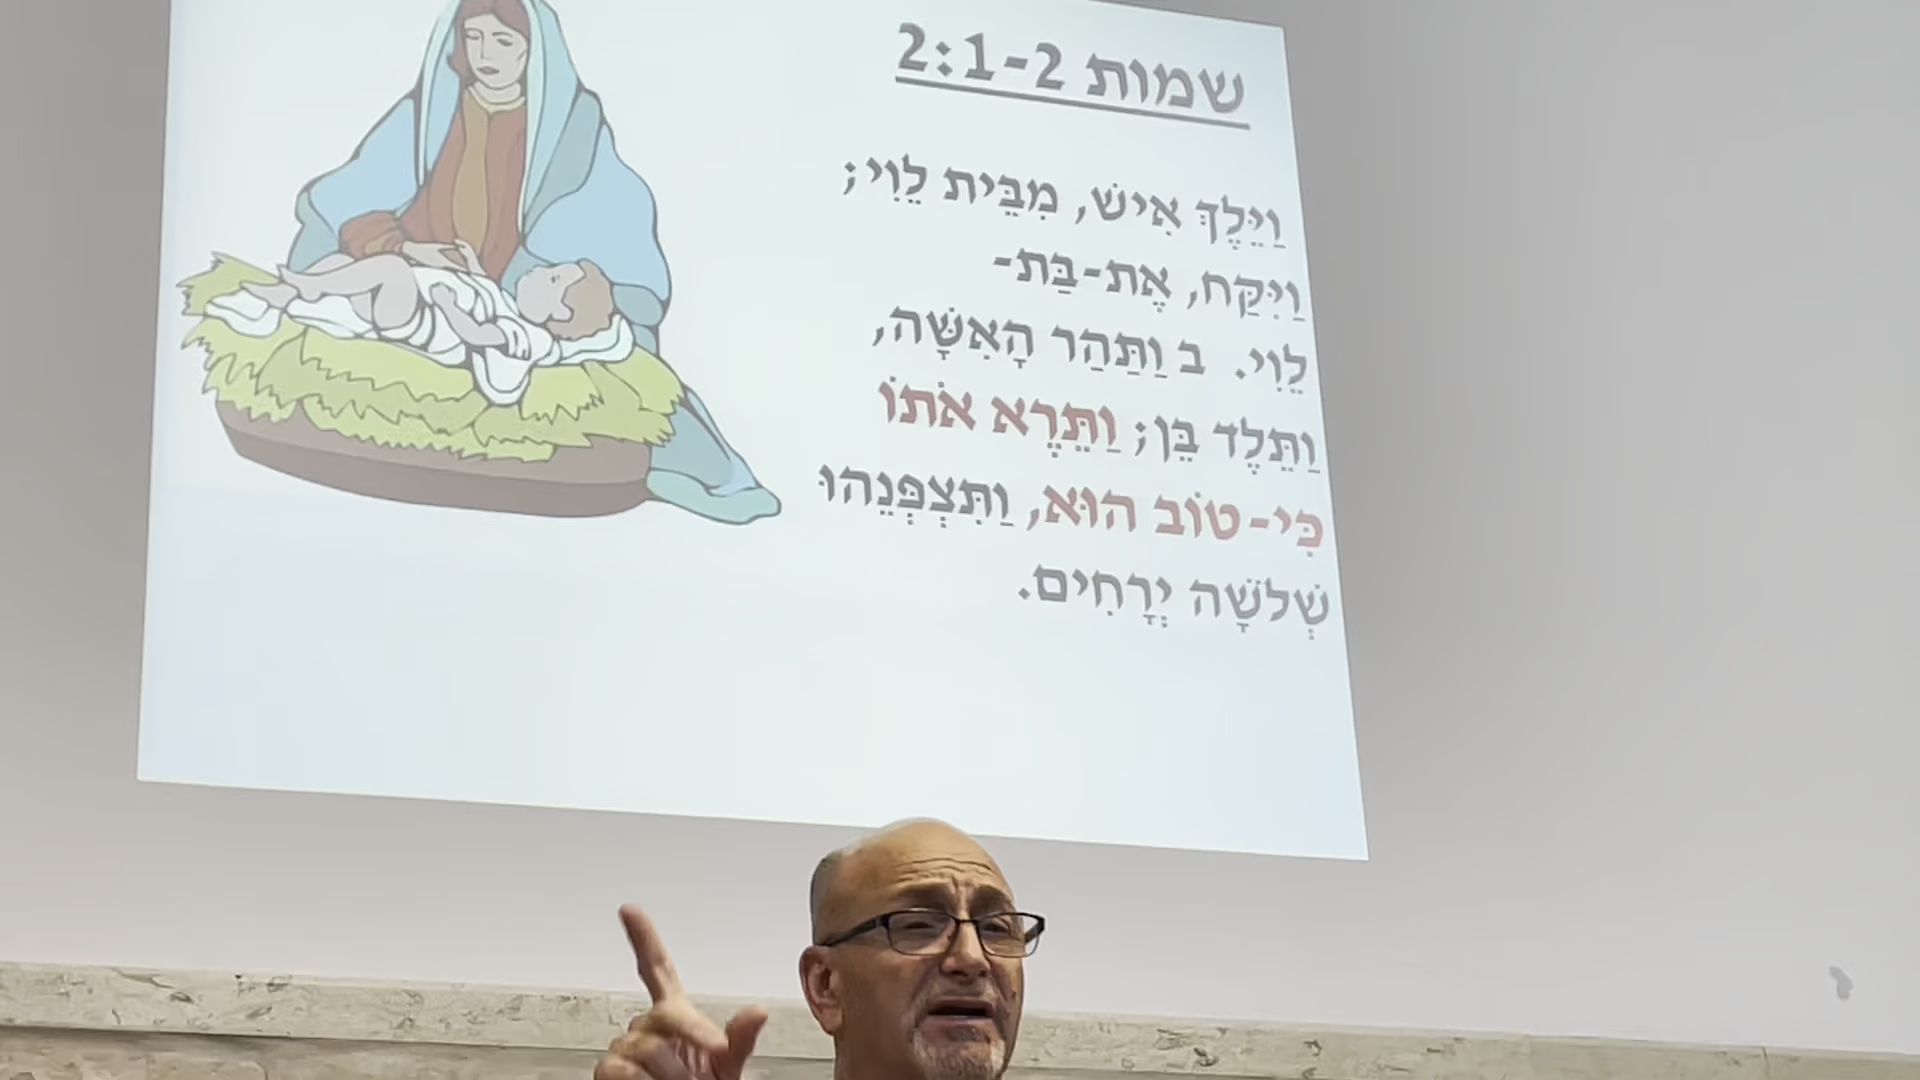 שמות 2:1-2
וַיֵּלֶךְ אִישׁ, מִבֵּית לֵוִי;
וַיִּקַּח, אֶת-בַּת-
לֵוִי. ב וַתַּהַר הָאִשָּׁה,
וַתֵּלֶד בֵּן; וַתֵּרֶא אֹתוֹ
כִּי-טוֹב הוּא, וַתִּצְפְּנֵהוּ
שְׁלֹשָׁה יְרָחִים.